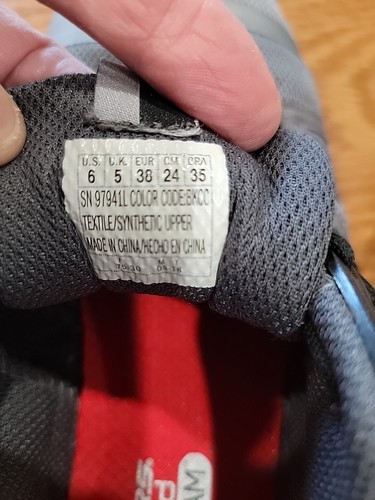 U.S. U.K. EUR CM BRA
6 5 38 24 35
SN 97941L COLOR CODE:BKCC
TEXTILE/SYNTHETIC UPPER
MADE IN CHINA/HECHO EN CHINA